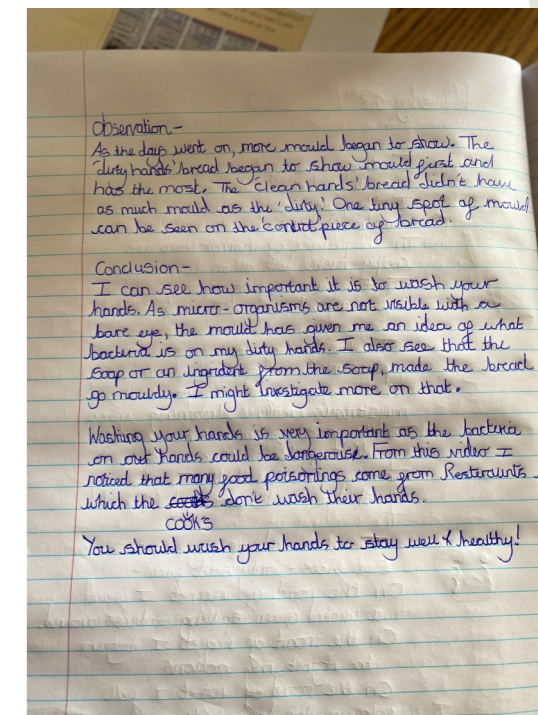 Observation-
As the days went on, more mould began to show. The
'dirty hands' bread began to show mould first and
has the most. The 'clean hands' bread didn't have
as much mould as the 'dirty'. One tiny spot of mould
can be seen on the 'control' piece of bread.
Conclusion-
I can see how important it is to wash your
hands. As micro-organisms are not visible with a
bare eye, the mould has given me an idea of what
bacteria is on my dirty hands. I also see that the
soap or an ingrident from the soap, made the bread
go mouldy. I might investigate more on that.
Washing your hands is very important as the bacteria
on our hands could be dangerouse. From this video I
noticed that many food poisonings come from Restiraunts
which the don't wash their hands.
cooks
You should wash your hands to stay well & healthy!